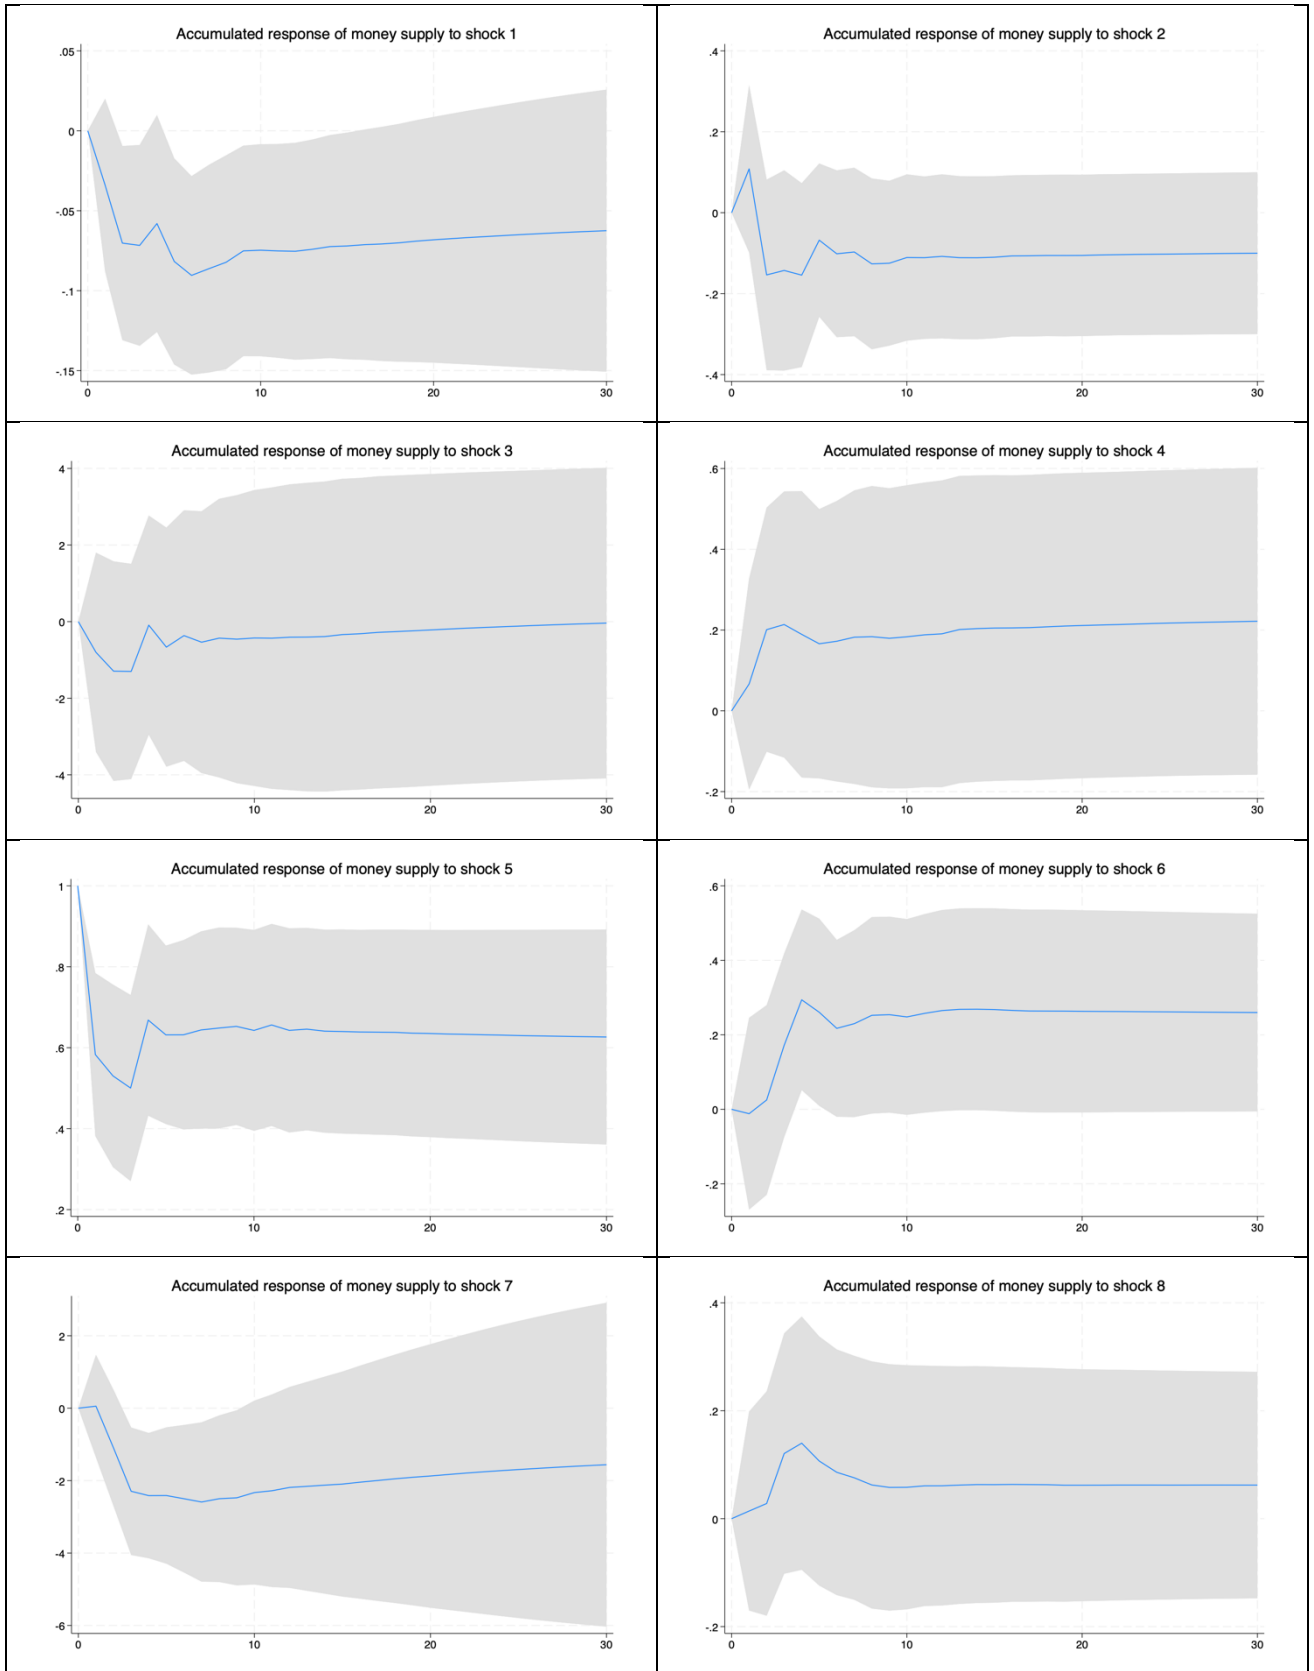 Accumulated response of money supply to shock 1
.05
0
-.05
-.1
-.15
0 10 20 30
Accumulated response of money supply to shock 2
.4
.2
0
-.2
-.4
0 10 20 30
Accumulated response of money supply to shock 3
4
2
0
-2
-4
0 10 20 30
Accumulated response of money supply to shock 4
.6
.4
.2
0
-.2
0 10 20 30
Accumulated response of money supply to shock 5
1
.8
.6
.4
.2
0 10 20 30
Accumulated response of money supply to shock 6
.6
.4
.2
0
-.2
0 10 20 30
Accumulated response of money supply to shock 7
2
0
-2
-4
-6
0 10 20 30
Accumulated response of money supply to shock 8
.4
.2
0
-.2
0 10 20 30